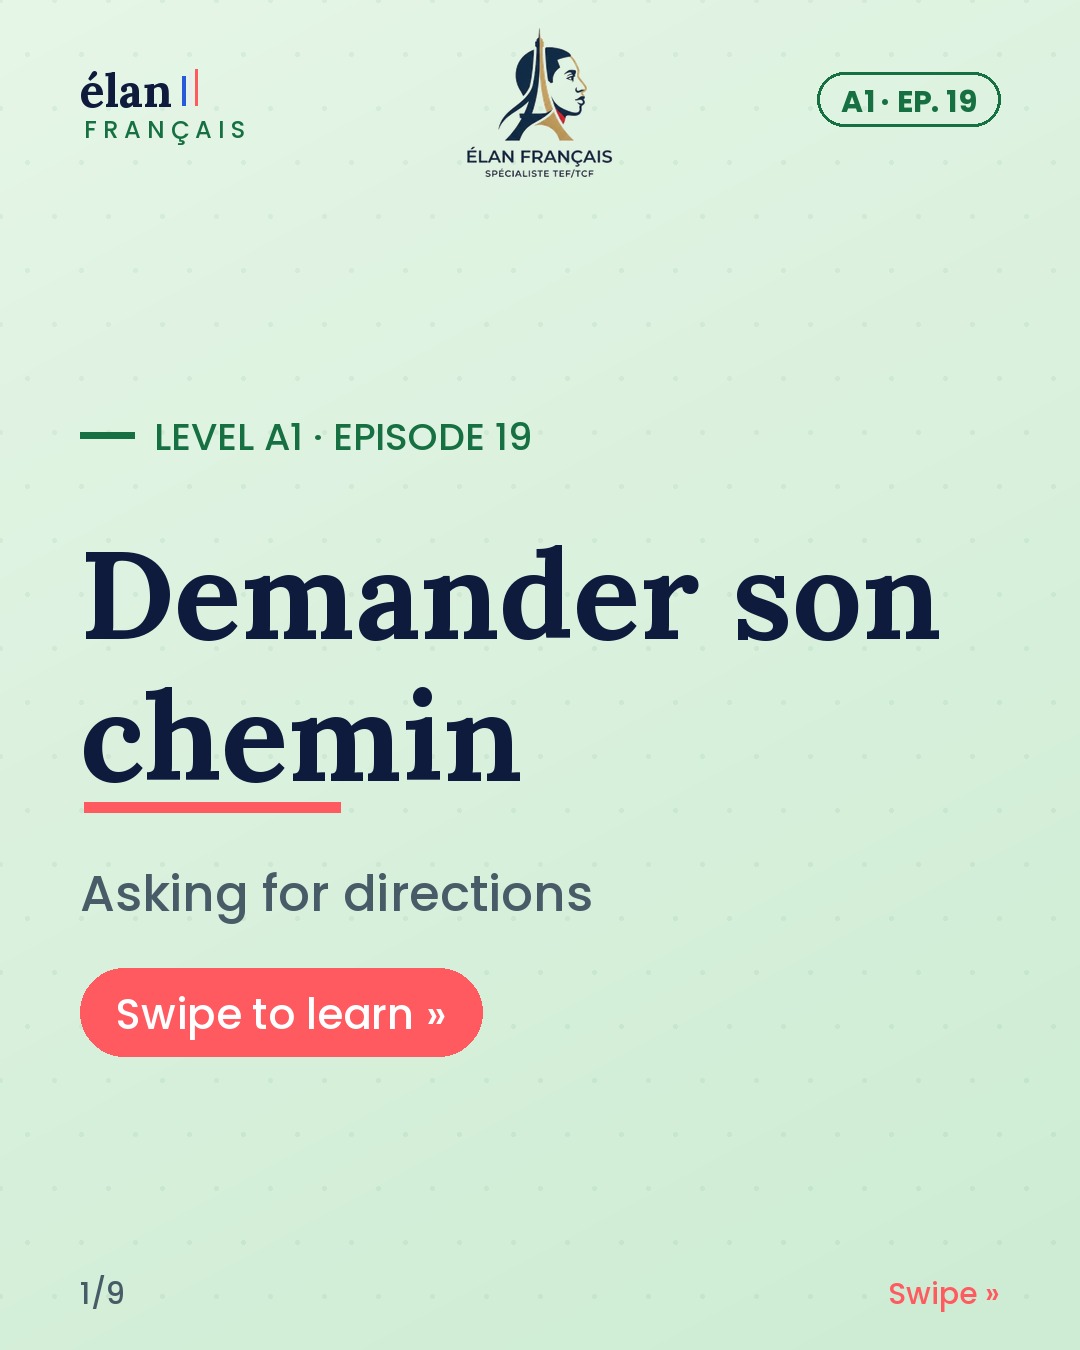 élan
FRANÇAIS
ÉLAN FRANÇAIS
SPÉCIALISTE TEF/TCF
A1 · EP. 19
LEVEL A1 · EPISODE 19
Demander son
chemin
Asking for directions
Swipe to learn »
1/9
Swipe »